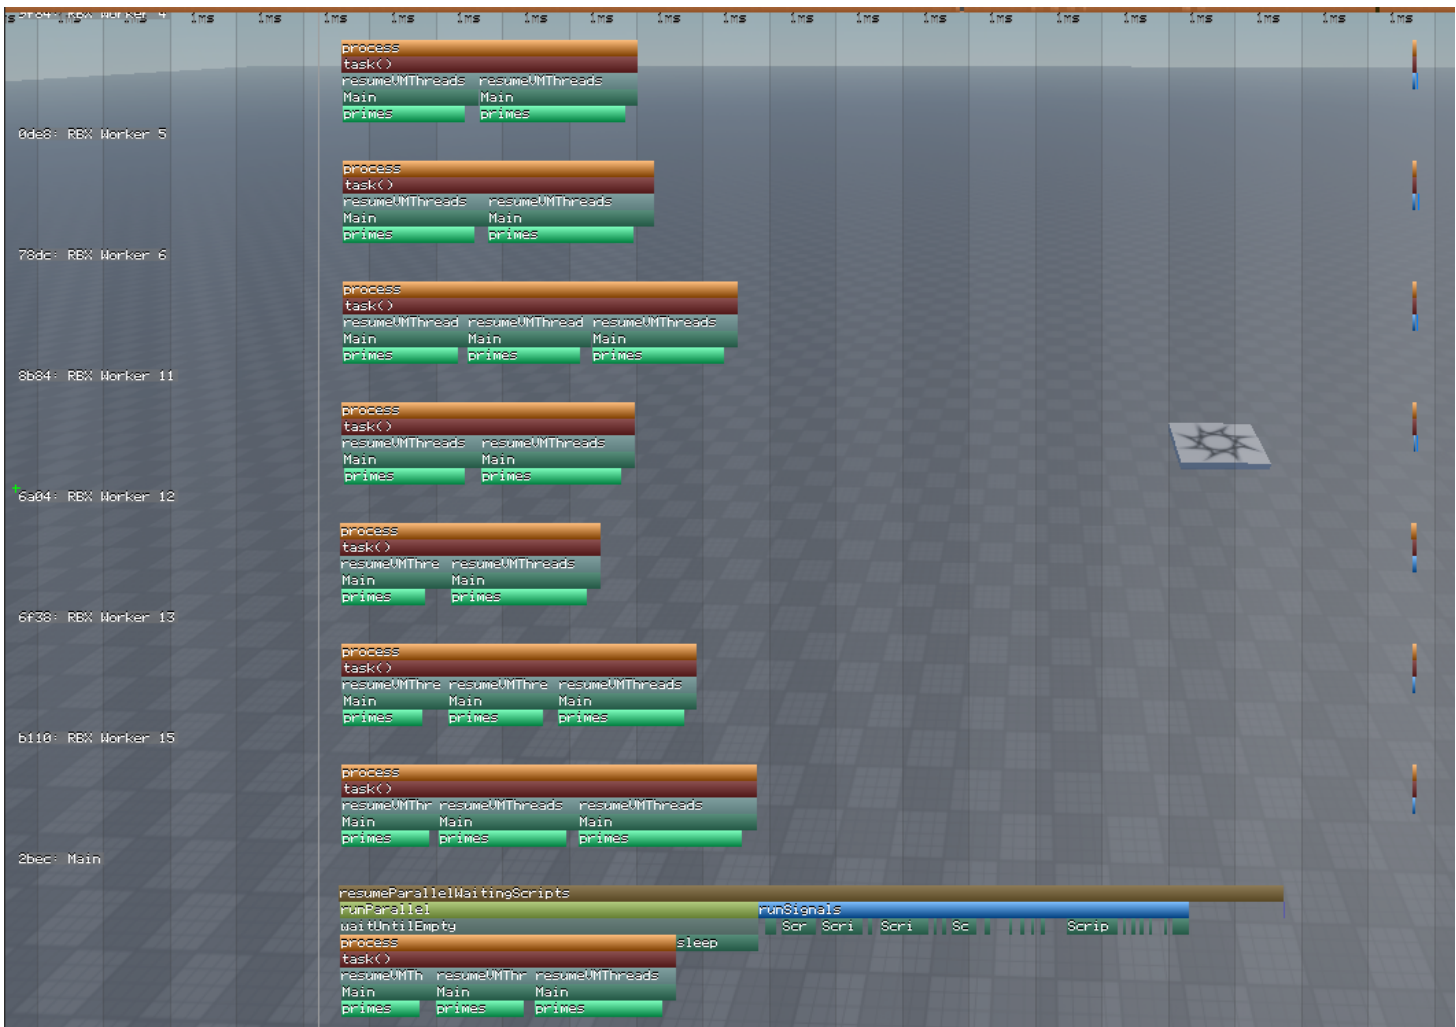 5f84: RBX Worker 4
1ms 1ms 1ms 1ms 1ms 1ms 1ms 1ms 1ms 1ms 1ms 1ms 1ms 1ms 1ms 1ms 1ms 1ms 1ms 1ms 1ms
process
task()
resumeVMThreads resumeVMThreads
Main Main
primes primes
0de8: RBX Worker 5
process
task()
resumeVMThreads resumeVMThreads
Main Main
primes primes
78dc: RBX Worker 6
process
task()
resumeVMThread resumeVMThread resumeVMThreads
Main Main Main
primes primes primes
8b84: RBX Worker 11
process
task()
resumeVMThreads resumeVMThreads
Main Main
primes primes
6a04: RBX Worker 12
process
task()
resumeVMThre resumeVMThreads
Main Main
primes primes
6f38: RBX Worker 13
process
task()
resumeVMThre resumeVMThre resumeVMThreads
Main Main Main
primes primes primes
b110: RBX Worker 15
process
task()
resumeVMThr resumeVMThreads resumeVMThreads
Main Main Main
primes primes primes
2bec: Main
resumeParallelWaitingScripts
runParallel runSignals
waitUntilEmpty Scr Scri Scri Sc Scrip
process sleep
task()
resumeVMTh resumeVMThr resumeVMThreads
Main Main Main
primes primes primes